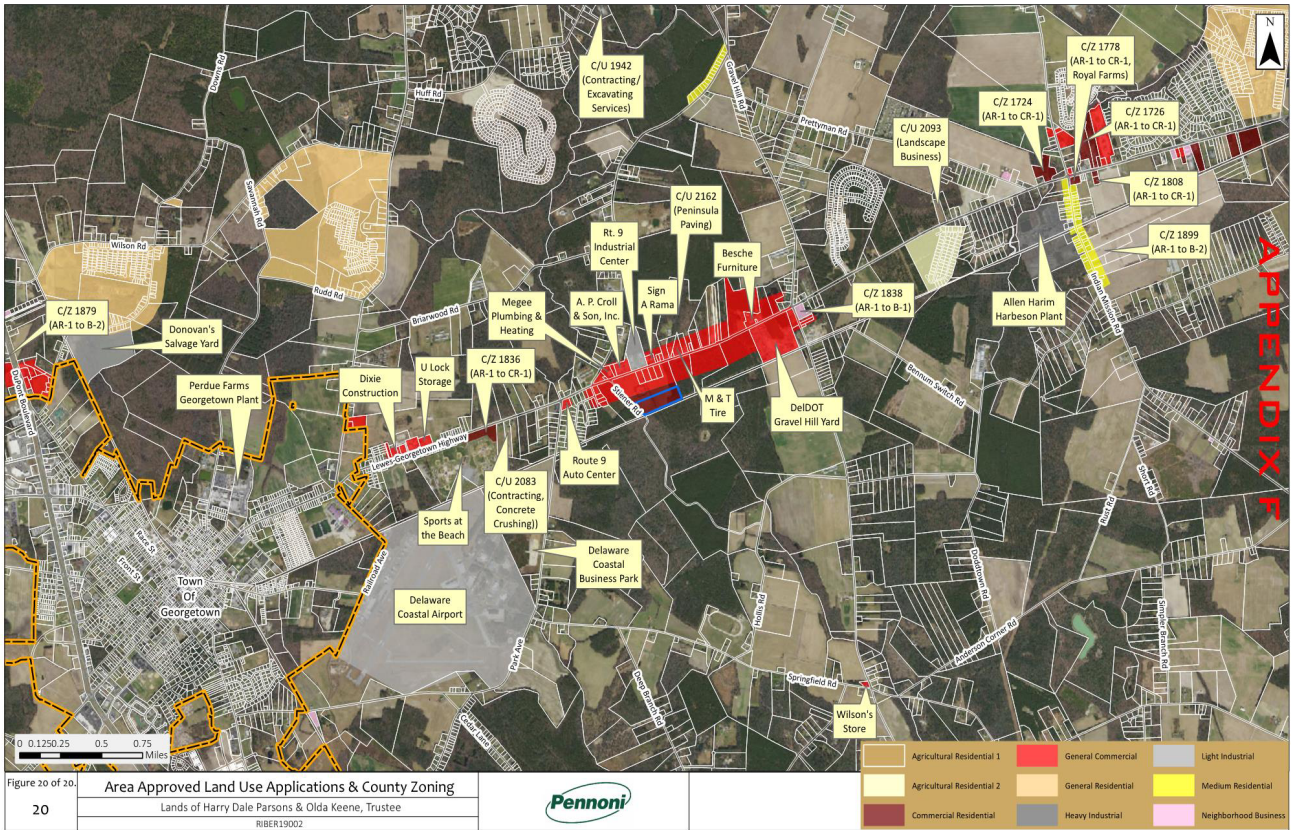 N
C/Z 1778
(AR-1 to CR-1,
Royal Farms)
C/U 1942
(Contracting/
Excavating
Services)
C/Z 1724
(AR-1 to CR-1)
C/Z 1726
(AR-1 to CR-1)
C/U 2093
(Landscape
Business)
C/Z 1808
(AR-1 to CR-1)
C/Z 1899
(AR-1 to B-2)
C/U 2162
(Peninsula
Paving)
Rt. 9
Industrial
Center
Besche
Furniture
Sign
A Rama
A. P. Croll
& Son, Inc.
Megee
Plumbing &
Heating
C/Z 1838
(AR-1 to B-1)
Allen Harim
Harbeson Plant
C/Z 1879
(AR-1 to B-2)
Donovan's
Salvage Yard
Perdue Farms
Georgetown Plant
Dixie
Construction
U Lock
Storage
C/Z 1836
(AR-1 to CR-1)
M & T
Tire
DelDOT
Gravel Hill Yard
Route 9
Auto Center
C/U 2083
(Contracting,
Concrete
Crushing))
Sports at
the Beach
Delaware
Coastal
Business Park
Delaware
Coastal Airport
Town
Of
Georgetown
Wilson's
Store
Downs Rd
Huff Rd
Gravel Hill Rd
Prettyman Rd
Savannah Rd
Wilson Rd
Rudd Rd
Briarwood Rd
DuPont Boulevard
Lewes-Georgetown Highway
Steiner Rd
Indian Mission Rd
Bennum Switch Rd
Short Rd
Rust Rd
Doddtown Rd
Simpler Branch Rd
Anderson Corner Rd
Hollis Rd
Springfield Rd
Deep Branch Rd
Park Ave
Cedar Lane
Railroad Ave
Race St
Front St
APPENDIX F
0 0.125 0.25 0.5 0.75
Miles
Figure 20 of 20.
20
Area Approved Land Use Applications & County Zoning
Lands of Harry Dale Parsons & Olda Keene, Trustee
RIBER19002
Pennoni
Agricultural Residential 1
General Commercial
Light Industrial
Agricultural Residential 2
General Residential
Medium Residential
Commercial Residential
Heavy Industrial
Neighborhood Business